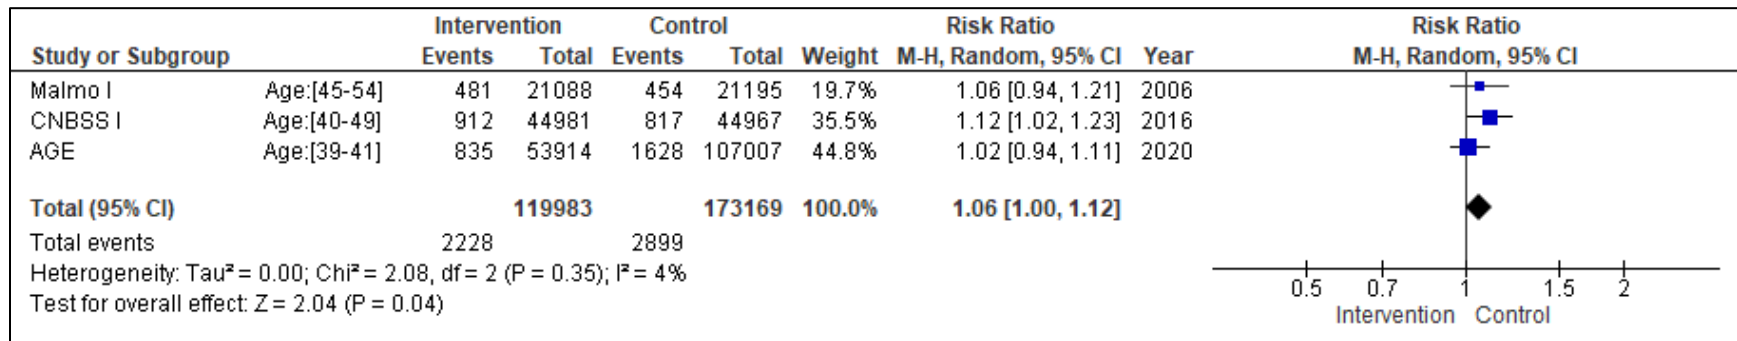 Intervention Control Risk Ratio Risk Ratio
Study or Subgroup Events Total Events Total Weight M-H, Random, 95% CI Year M-H, Random, 95% CI
Malmo I Age:[45-54] 481 21088 454 21195 19.7% 1.06 [0.94, 1.21] 2006
CNBSS I Age:[40-49] 912 44981 817 44967 35.5% 1.12 [1.02, 1.23] 2016
AGE Age:[39-41] 835 53914 1628 107007 44.8% 1.02 [0.94, 1.11] 2020
Total (95% CI) 119983 173169 100.0% 1.06 [1.00, 1.12]
Total events 2228 2899
Heterogeneity: Tau² = 0.00; Chi² = 2.08, df = 2 (P = 0.35); I² = 4%
Test for overall effect: Z = 2.04 (P = 0.04)
0.5 0.7 1 1.5 2
Intervention Control